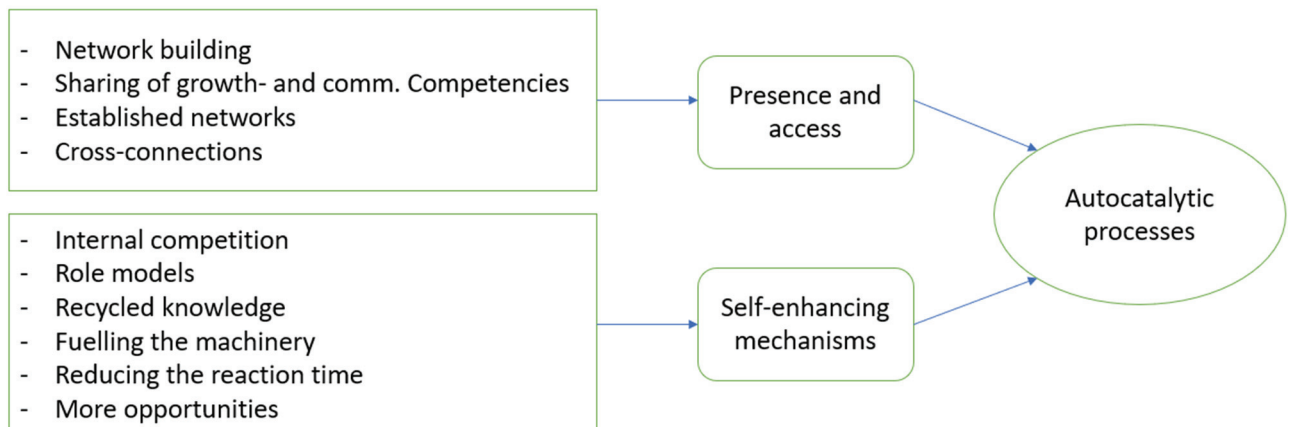 - Network building
- Sharing of growth- and comm. Competencies
- Established networks
- Cross-connections
Presence and
access
- Internal competition
- Role models
- Recycled knowledge
- Fuelling the machinery
- Reducing the reaction time
- More opportunities
Self-enhancing
mechanisms
Autocatalytic
processes